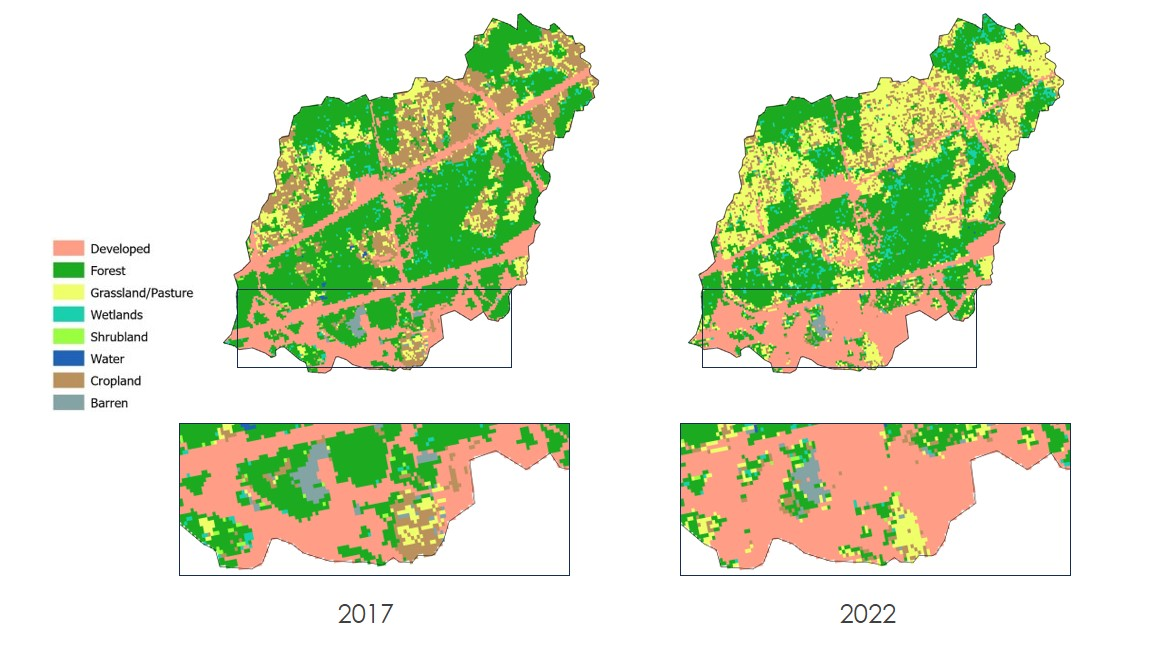 Developed
Forest
Grassland/Pasture
Wetlands
Shrubland
Water
Cropland
Barren
2017
2022